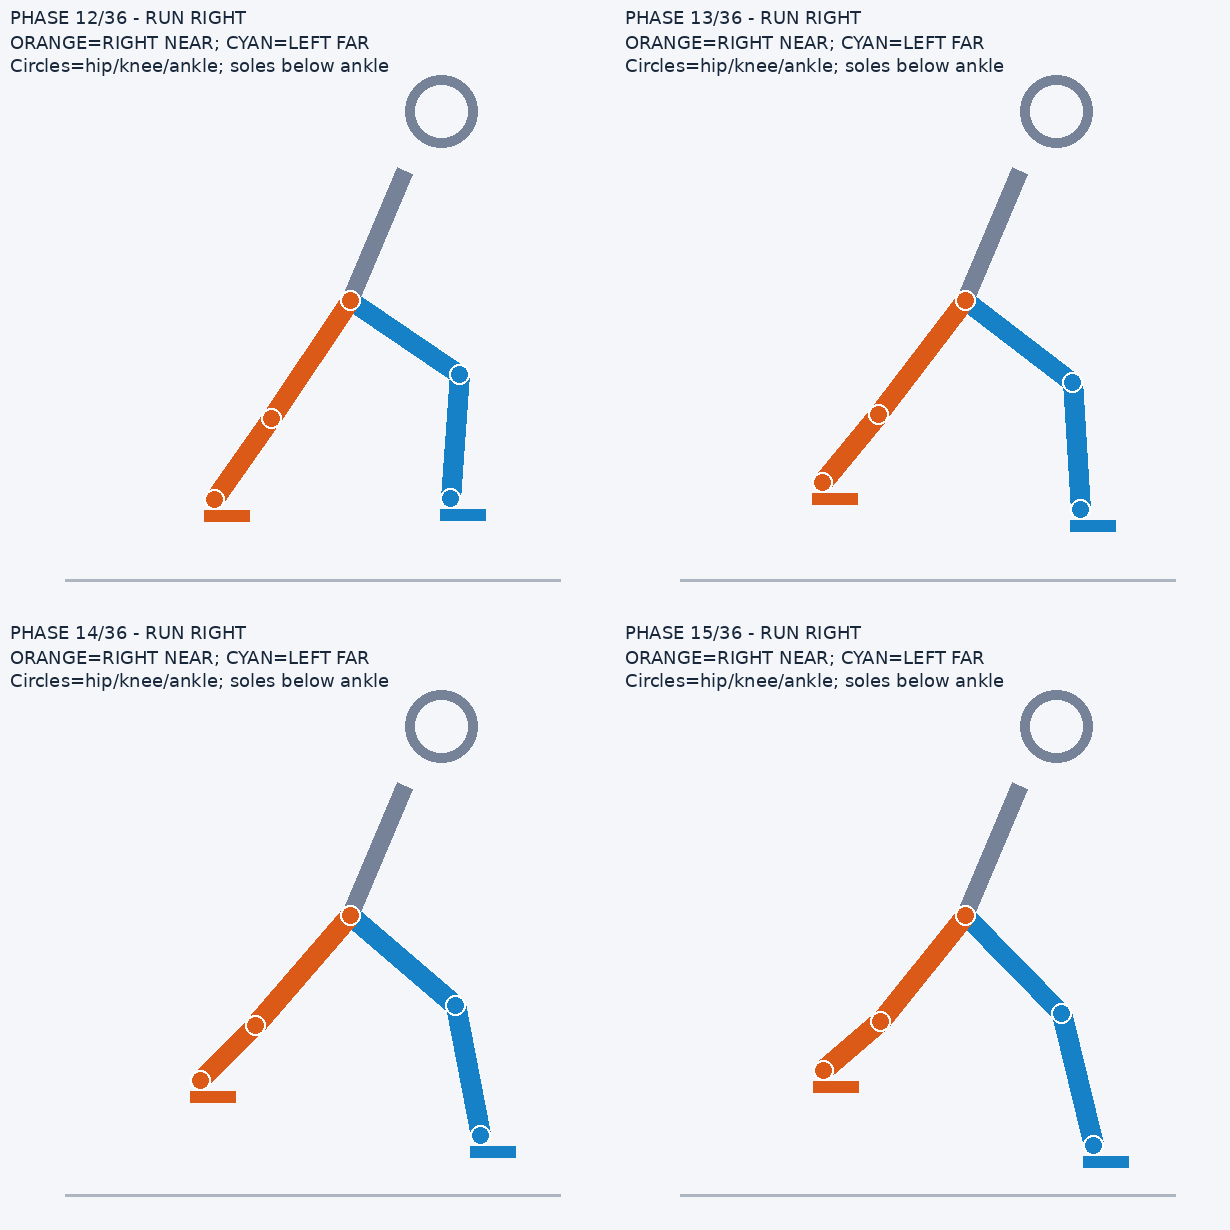 PHASE 12/36 - RUN RIGHT
ORANGE=RIGHT NEAR; CYAN=LEFT FAR
Circles=hip/knee/ankle; soles below ankle
PHASE 13/36 - RUN RIGHT
ORANGE=RIGHT NEAR; CYAN=LEFT FAR
Circles=hip/knee/ankle; soles below ankle
PHASE 14/36 - RUN RIGHT
ORANGE=RIGHT NEAR; CYAN=LEFT FAR
Circles=hip/knee/ankle; soles below ankle
PHASE 15/36 - RUN RIGHT
ORANGE=RIGHT NEAR; CYAN=LEFT FAR
Circles=hip/knee/ankle; soles below ankle